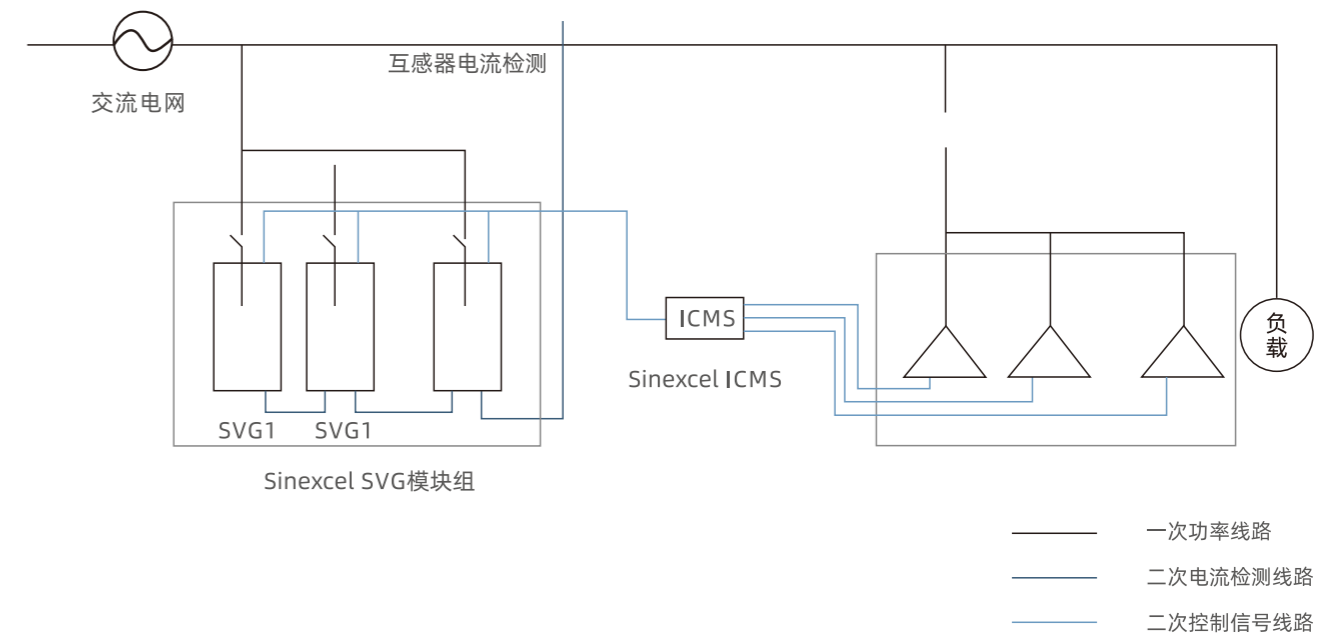 互感器电流检测
交流电网
ICMS
负
载
Sinexcel ICMS
SVG1
SVG1
Sinexcel SVG模块组
一次功率线路
二次电流检测线路
二次控制信号线路